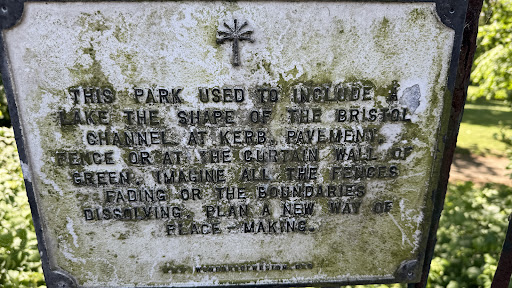 THIS PARK USED TO INCLUDE A
LAKE THE SHAPE OF THE BRISTOL
CHANNEL. AT KERB, PAVEMENT,
FENCE OR AT THE CURTAIN WALL OF
GREEN, IMAGINE ALL THE FENCES
FADING OR THE BOUNDARIES
DISSOLVING. PLAN A NEW WAY OF
PLACE-MAKING.